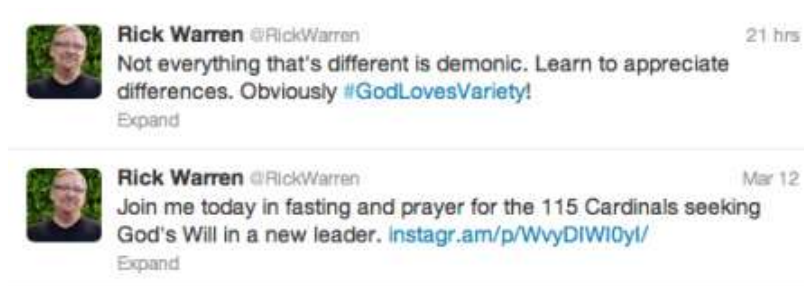 Rick Warren @RickWarren 21 hrs
Not everything that's different is demonic. Learn to appreciate
differences. Obviously #GodLovesVariety!
Expand
Rick Warren @RickWarren Mar 12
Join me today in fasting and prayer for the 115 Cardinals seeking
God's Will in a new leader. instagr.am/p/WvyDIWI0yI/
Expand